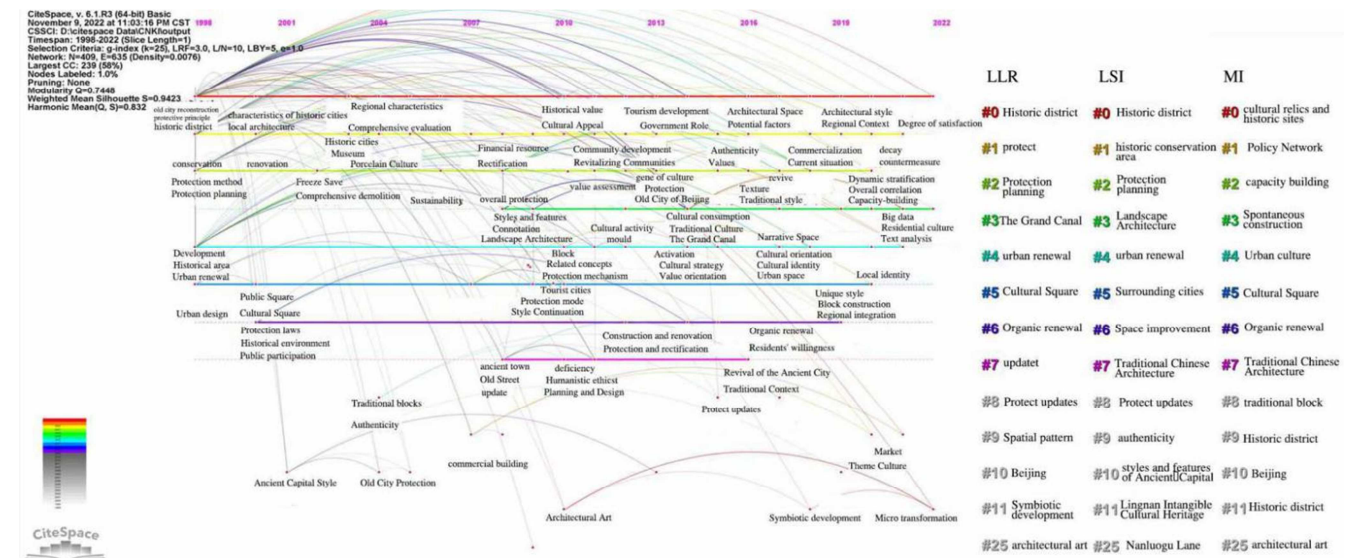 CiteSpace, v. 6.1.R3 (64-bit) Basic
November 9, 2022 at 11:03:16 PM CST
CSSCI: D:\citespace Data\CNKI\output
Timespan: 1998-2022 (Slice Length=1)
Selection Criteria: g-index (k=25), LRF=3.0, L/N=10, LBY=5, e=1.0
Network: N=409, E=635 (Density=0.0076)
Largest CC: 239 (58%)
Nodes Labeled: 1.0%
Pruning: None
Modularity Q=0.7448
Weighted Mean Silhouette S=0.9423
Harmonic Mean(Q, S)=0.832
1998 2001 2004 2007 2010 2013 2016 2019 2022
old city reconstruction
protective principle
historic district
characteristics of historic cities
local architecture
Regional characteristics
Comprehensive evaluation
Historical value
Cultural Appeal
Tourism development
Government Role
Architectural Space
Potential factors
Architectural style
Regional Context
Degree of satisfaction
conservation
renovation
Historic cities
Museum
Porcelain Culture
Financial resource
Rectification
Community development
Revitalizing Communities
Authenticity
Values
Commercialization
Current situation
decay
countermeasure
Protection method
Protection planning
Freeze Save
Comprehensive demolition
Sustainability
overall protection
value assessment
gene of culture
Protection
Old City of Beijing
revive
Texture
Traditional style
Dynamic stratification
Overall correlation
Capacity-building
Styles and features
Connotation
Landscape Architecture
Cultural activity
mould
Cultural consumption
Traditional Culture
The Grand Canal
Narrative Space
Big data
Residential culture
Text analysis
Development
Historical area
Urban renewal
Block
Related concepts
Protection mechanism
Activation
Cultural strategy
Value orientation
Cultural orientation
Cultural identity
Urban space
Local identity
Urban design
Public Square
Cultural Square
Tourist cities
Protection mode
Style Continuation
Unique style
Block construction
Regional integration
Protection laws
Historical environment
Public participation
Construction and renovation
Protection and rectification
Organic renewal
Residents' willingness
ancient town
Old Street
update
deficiency
Humanistic ethicst
Planning and Design
Revival of the Ancient City
Traditional Context
Protect updates
Traditional blocks
Authenticity
commercial building
Market
Theme Culture
Ancient Capital Style
Old City Protection
Architectural Art
Symbiotic development
Micro transformation
CiteSpace
LLR
#0 Historic district
#1 protect
#2 Protection
planning
#3 The Grand Canal
#4 urban renewal
#5 Cultural Square
#6 Organic renewal
#7 updatet
#8 Protect updates
#9 Spatial pattern
#10 Beijing
#11 Symbiotic
development
#25 architectural art
LSI
#0 Historic district
#1 historic conservation
area
#2 Protection
planning
#3 Landscape
Architecture
#4 urban renewal
#5 Surrounding cities
#6 Space improvement
#7 Traditional Chinese
Architecture
#8 Protect updates
#9 authenticity
#10 styles and features
of Ancient Capital
#11 Lingnan Intangible
Cultural Heritage
#25 Nanluogu Lane
MI
#0 cultural relics and
historic sites
#1 Policy Network
#2 capacity building
#3 Spontaneous
construction
#4 Urban culture
#5 Cultural Square
#6 Organic renewal
#7 Traditional Chinese
Architecture
#8 traditional block
#9 Historic district
#10 Beijing
#11 Historic district
#25 architectural art